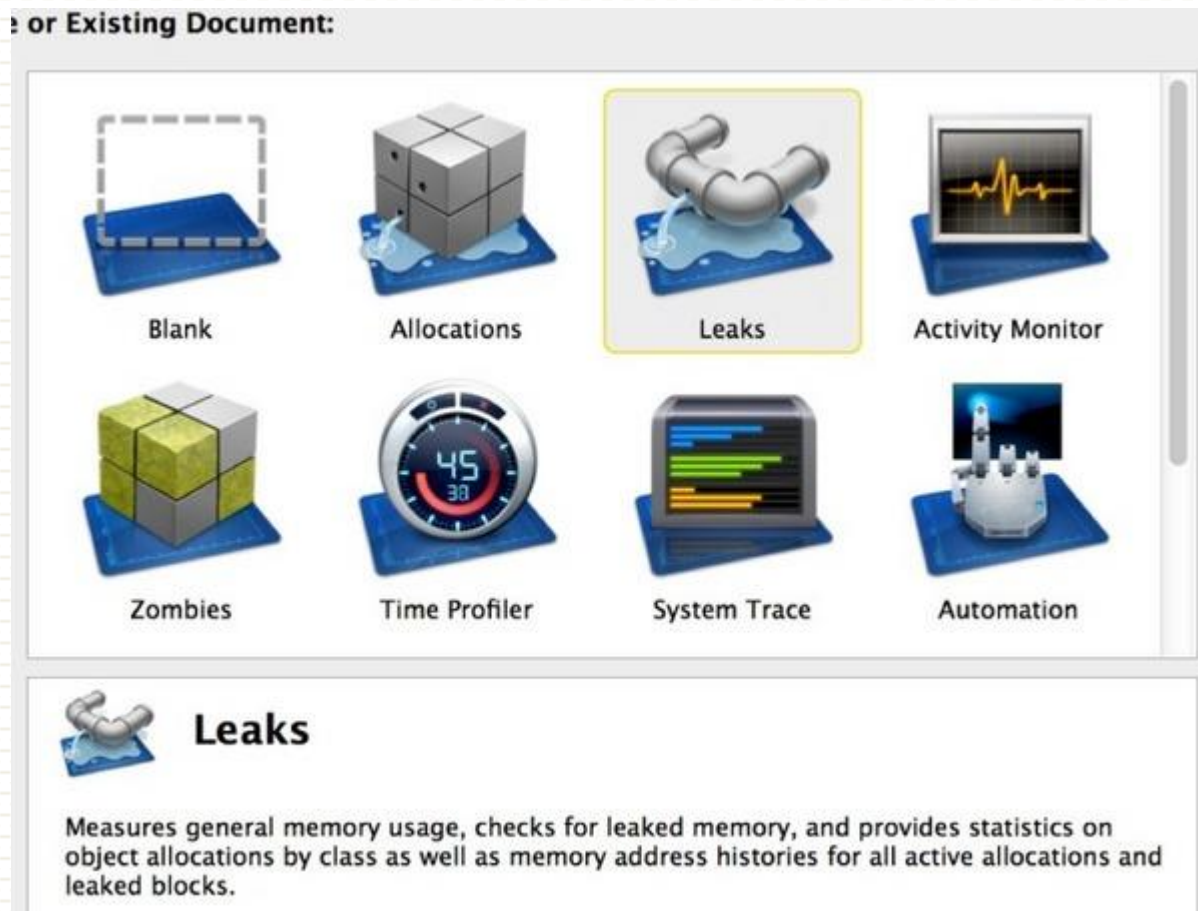 or Existing Document:
Blank
Allocations
Leaks
Activity Monitor
45
30
Zombies
Time Profiler
System Trace
Automation
Leaks
Measures general memory usage, checks for leaked memory, and provides statistics on
object allocations by class as well as memory address histories for all active allocations and
leaked blocks.